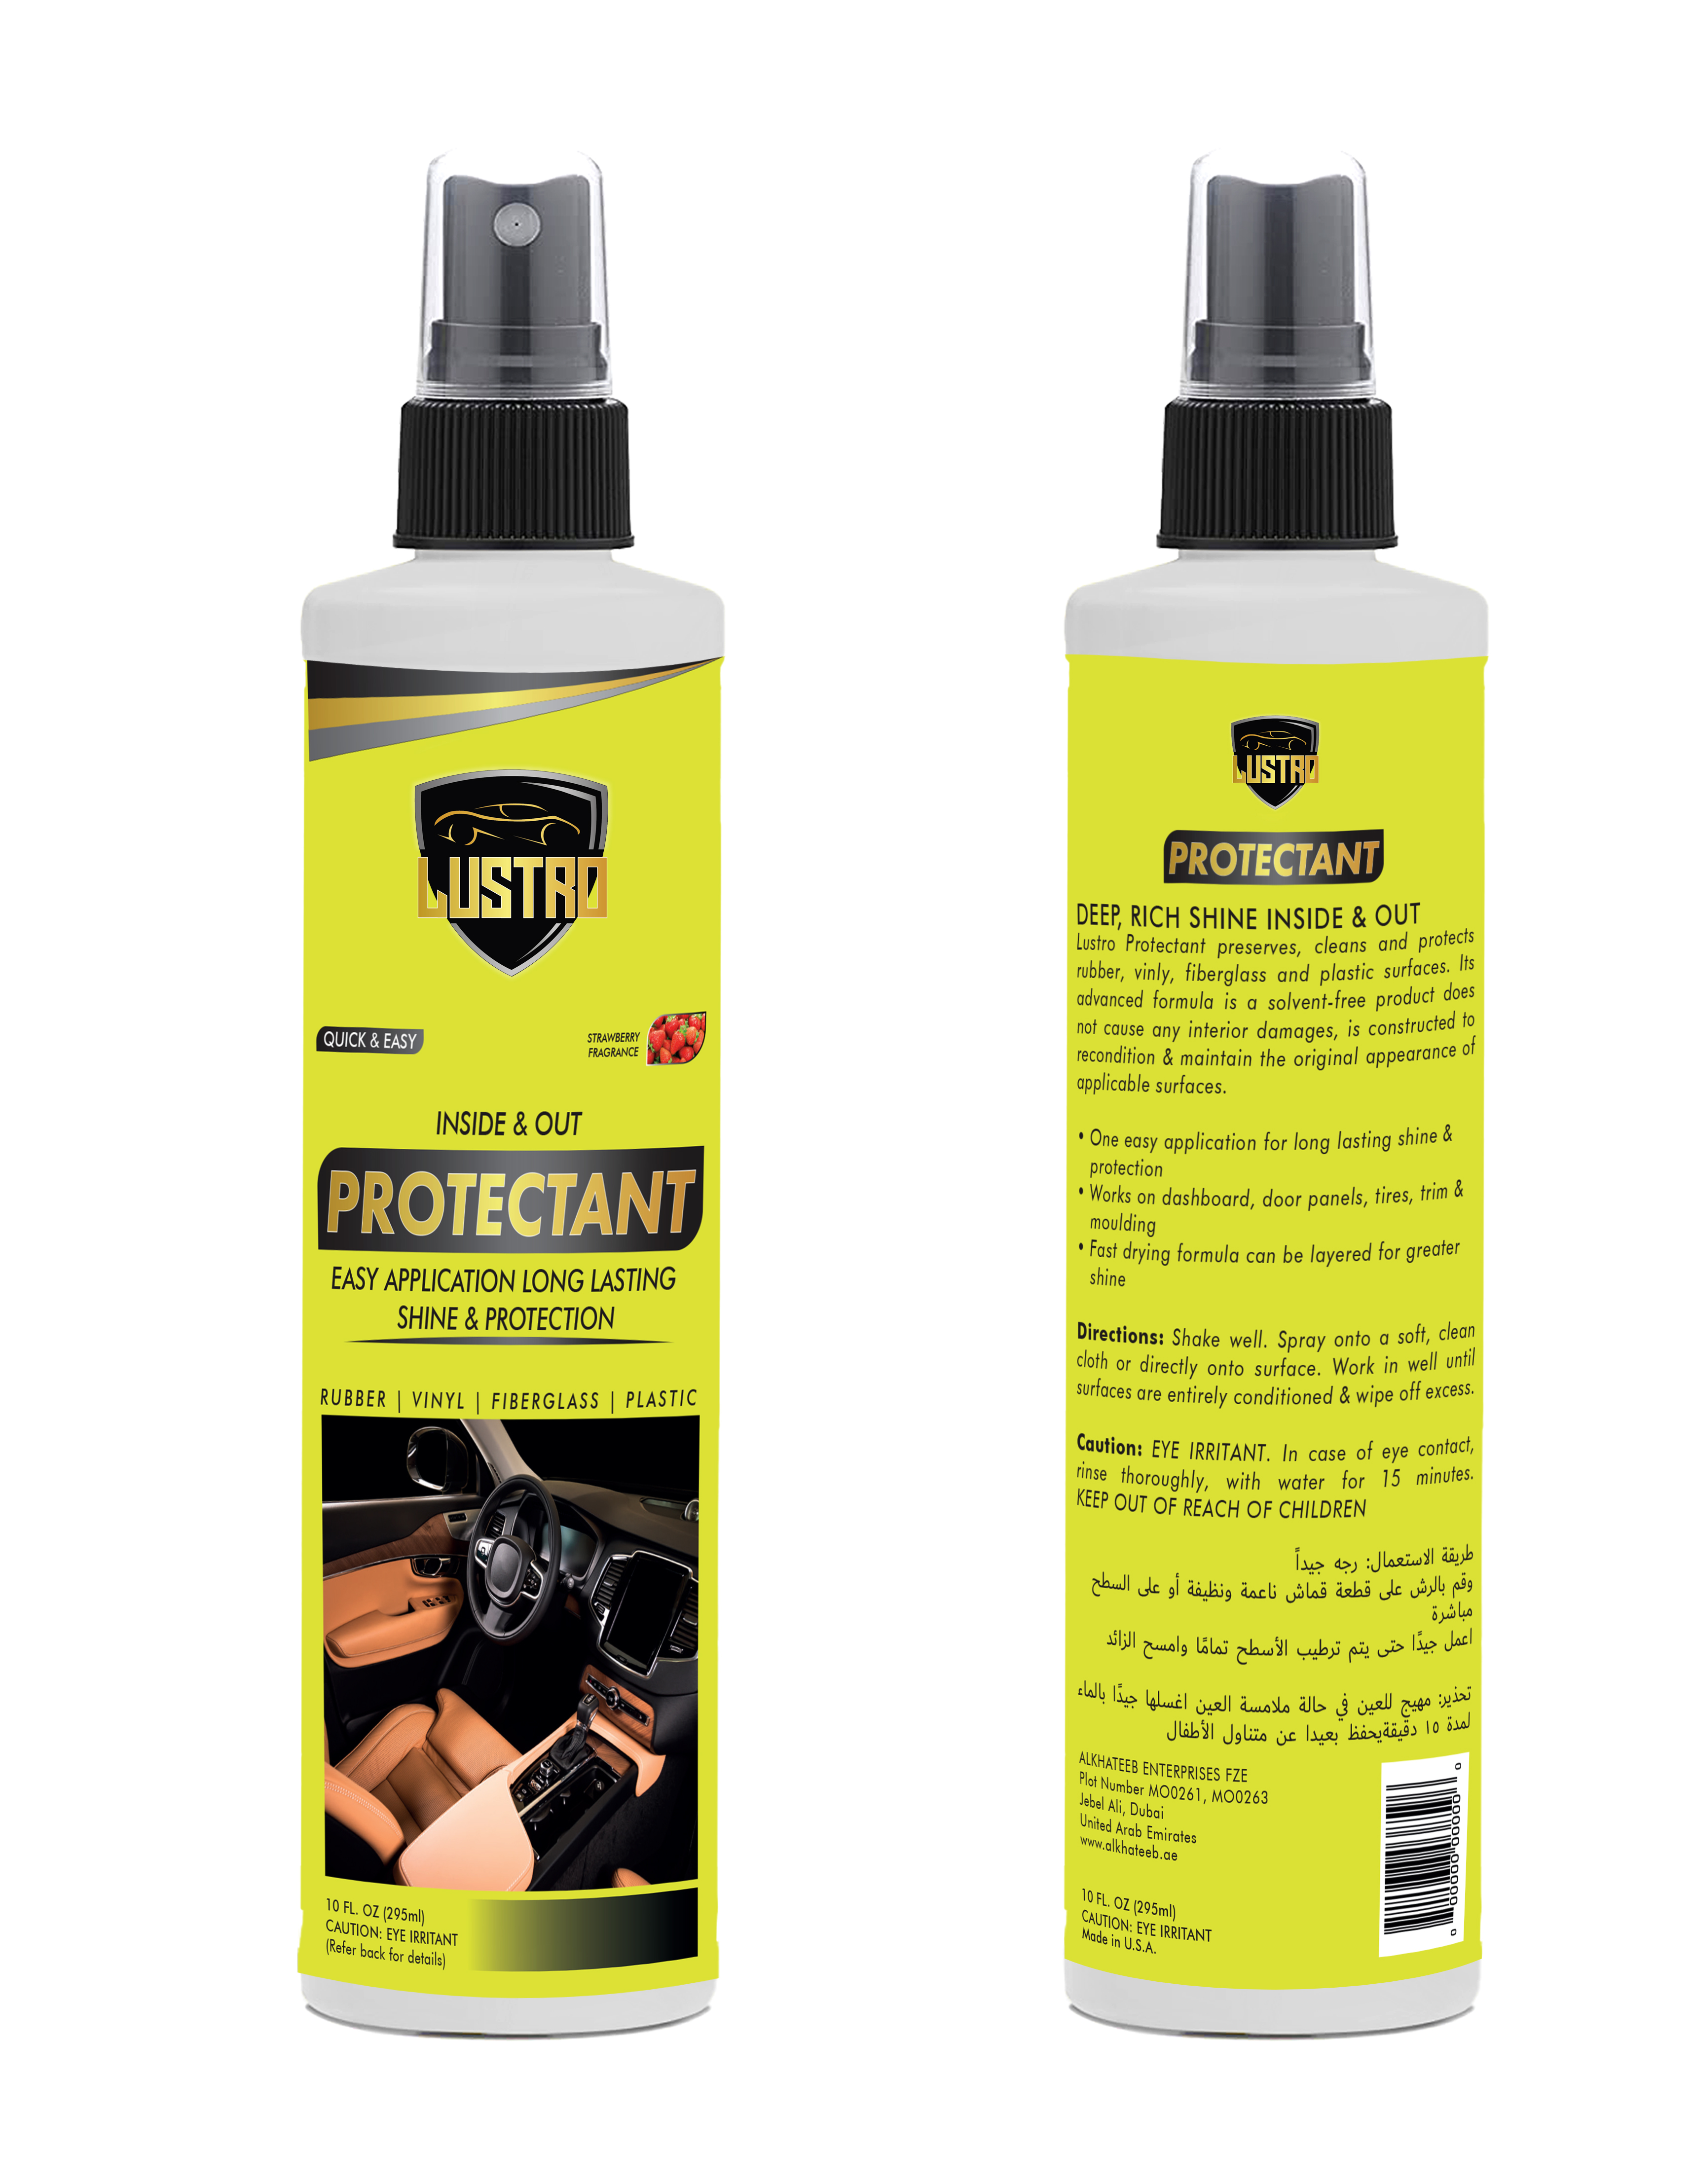 LUSTRO
QUICK & EASY
STRAWBERRY
FRAGRANCE
INSIDE & OUT
PROTECTANT
EASY APPLICATION LONG LASTING
SHINE & PROTECTION
RUBBER | VINYL | FIBERGLASS | PLASTIC
10 FL. OZ (295ml)
CAUTION: EYE IRRITANT
(Refer back for details)
LUSTRO
PROTECTANT
DEEP, RICH SHINE INSIDE & OUT
Lustro Protectant preserves, cleans and protects
rubber, vinly, fiberglass and plastic surfaces. Its
advanced formula is a solvent-free product does
not cause any interior damages, is constructed to
recondition & maintain the original appearance of
applicable surfaces.
• One easy application for long lasting shine &
protection
• Works on dashboard, door panels, tires, trim &
moulding
• Fast drying formula can be layered for greater
shine
Directions: Shake well. Spray onto a soft, clean
cloth or directly onto surface. Work in well until
surfaces are entirely conditioned & wipe off excess.
Caution: EYE IRRITANT. In case of eye contact,
rinse thoroughly, with water for 15 minutes.
KEEP OUT OF REACH OF CHILDREN
طريقة الاستعمال: رجه جيداً
وقم بالرش على قطعة قماش ناعمة ونظيفة أو على السطح
مباشرة
اعمل جيدًا حتى يتم ترطيب الأسطح تمامًا وامسح الزائد
تحذير: مهيج للعين في حالة ملامسة العين اغسلها جيدًا بالماء
لمدة ١٥ دقيقةيحفظ بعيدا عن متناول الأطفال
ALKHATEEB ENTERPRISES FZE
Plot Number MO0261, MO0263
Jebel Ali, Dubai
United Arab Emirates
www.alkhateeb.ae
10 FL. OZ (295ml)
CAUTION: EYE IRRITANT
Made in U.S.A.
0 00000 00000 0